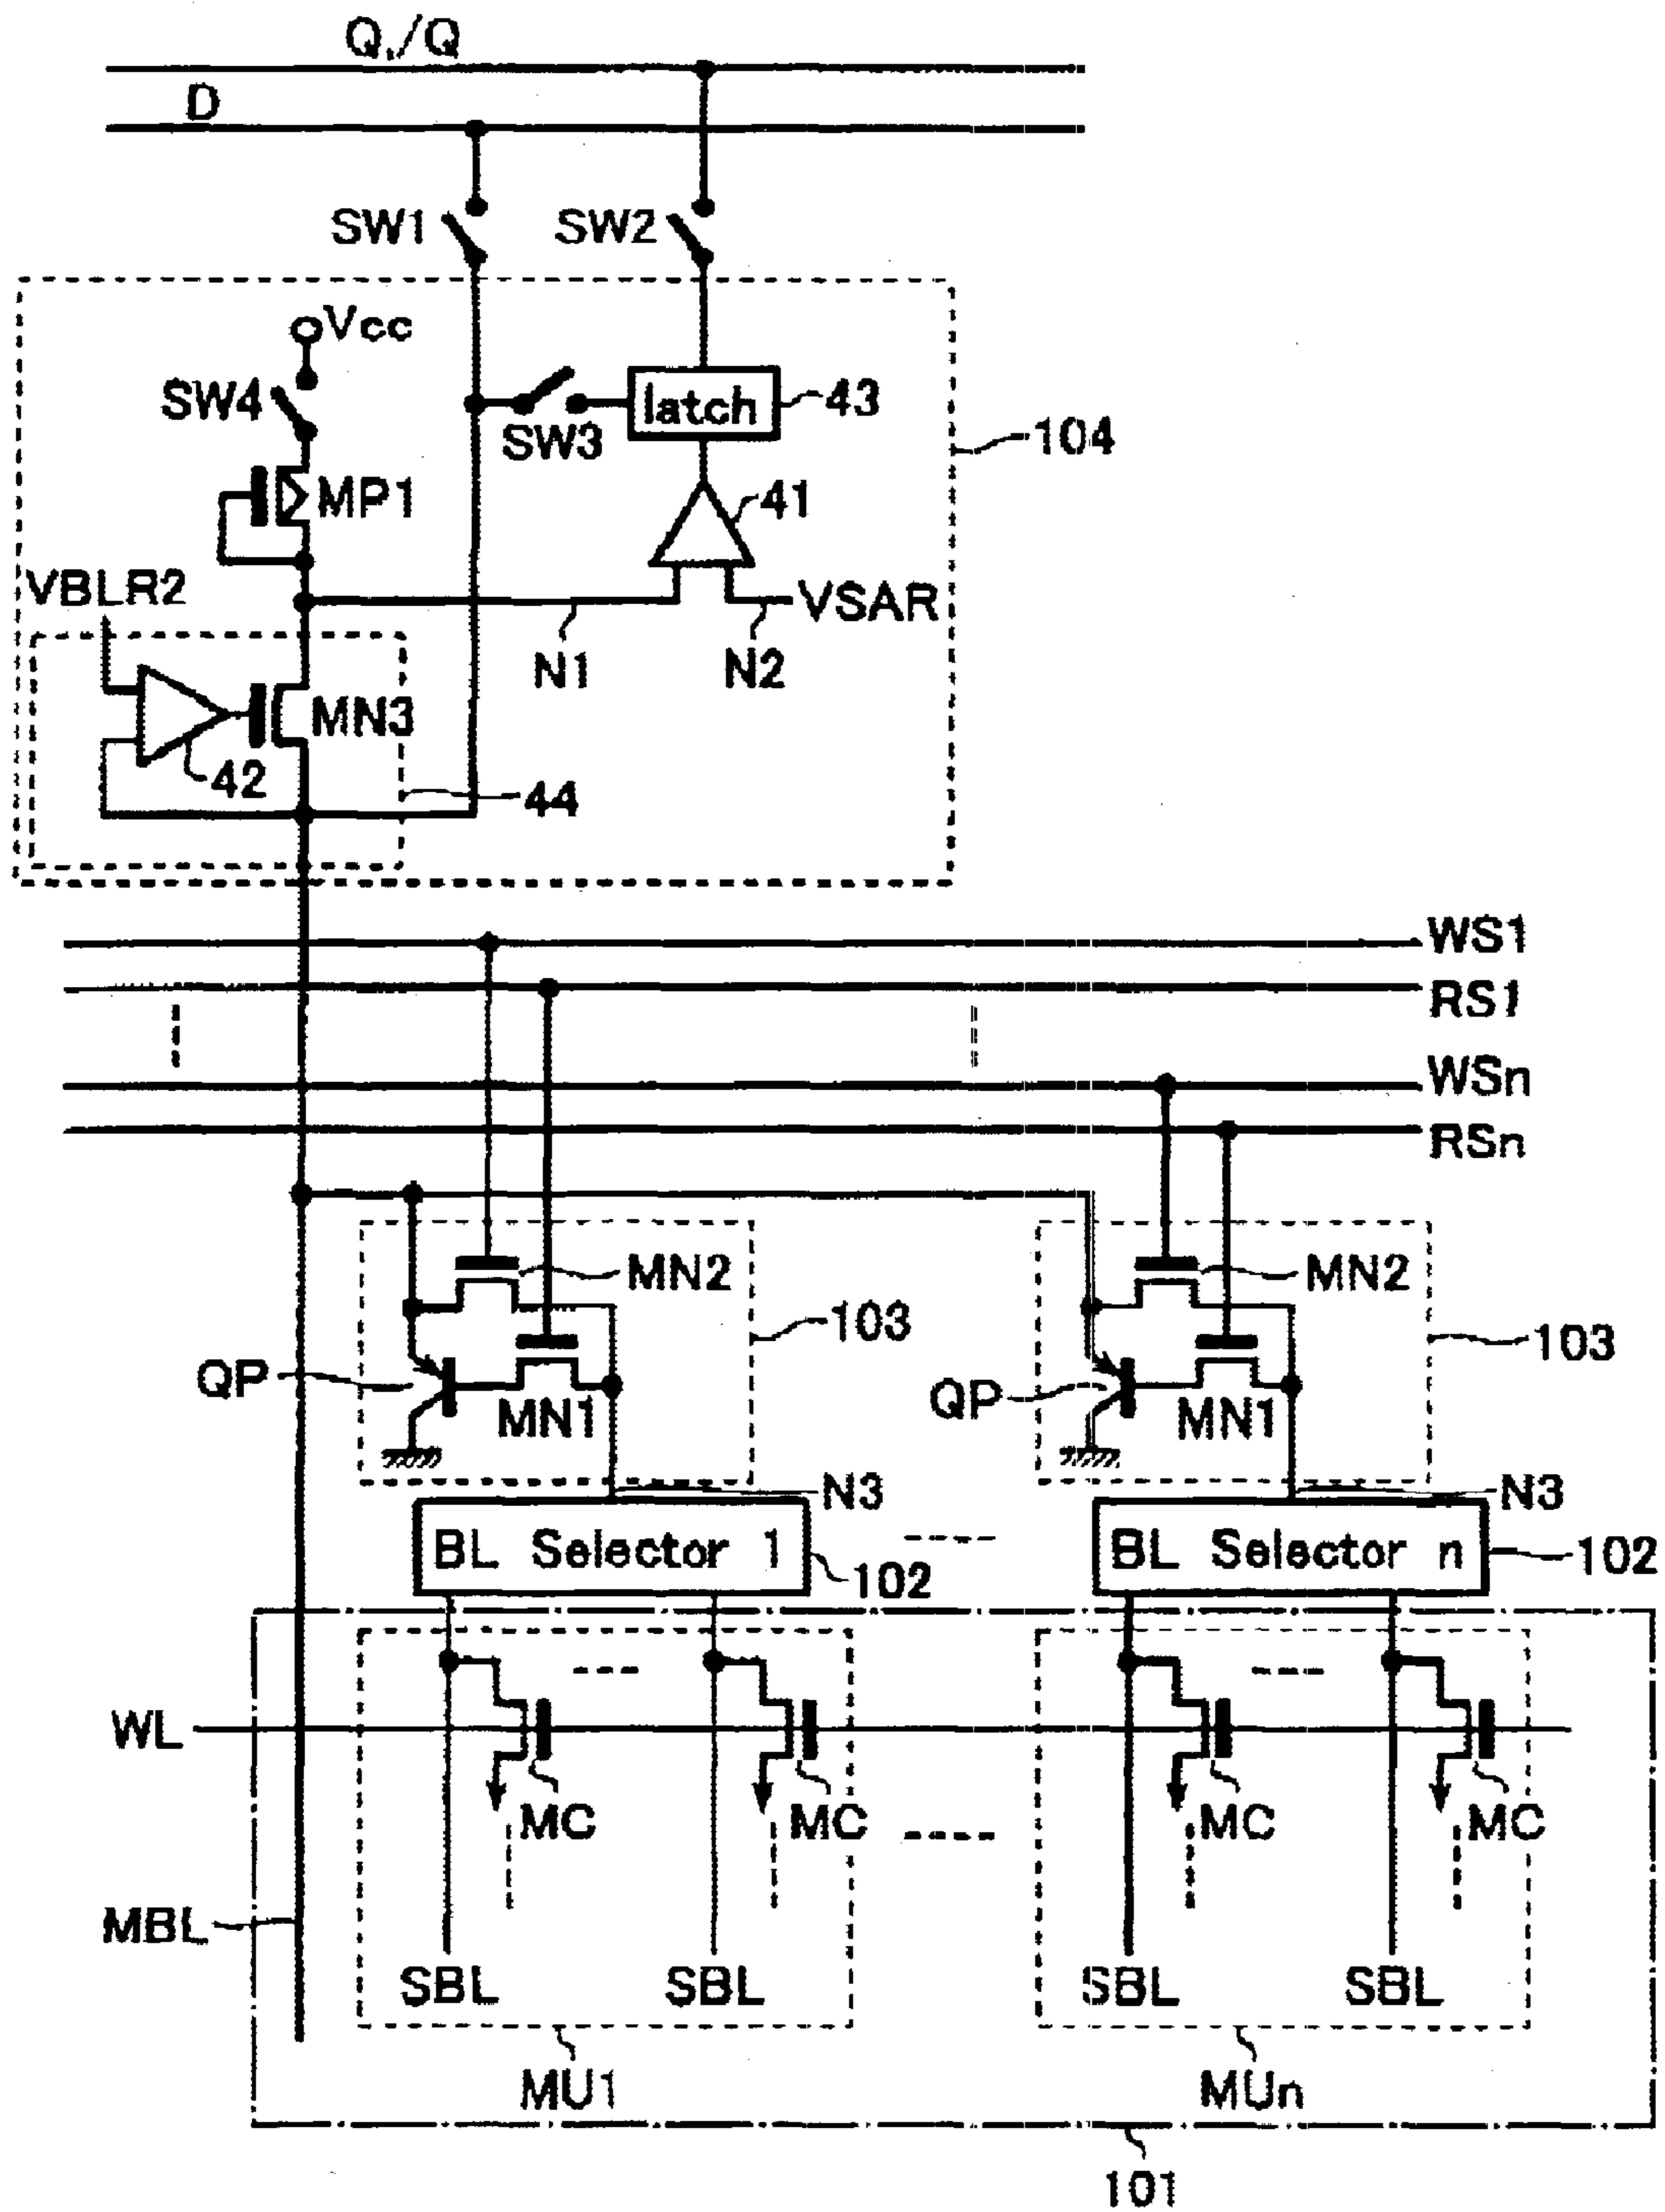 Q,/Q
D
SW1
SW2
Vcc
SW4
latch
43
SW3
104
MP1
41
VBLR2
VSAR
N1
N2
MN3
42
44
WS1
RS1
WSn
RSn
MN2
MN2
103
103
QP
MN1
QP
MN1
N3
N3
BL Selector 1
BL Selector n
102
102
WL
MC
MC
MC
MC
MBL
SBL
SBL
SBL
SBL
MU1
MUn
101